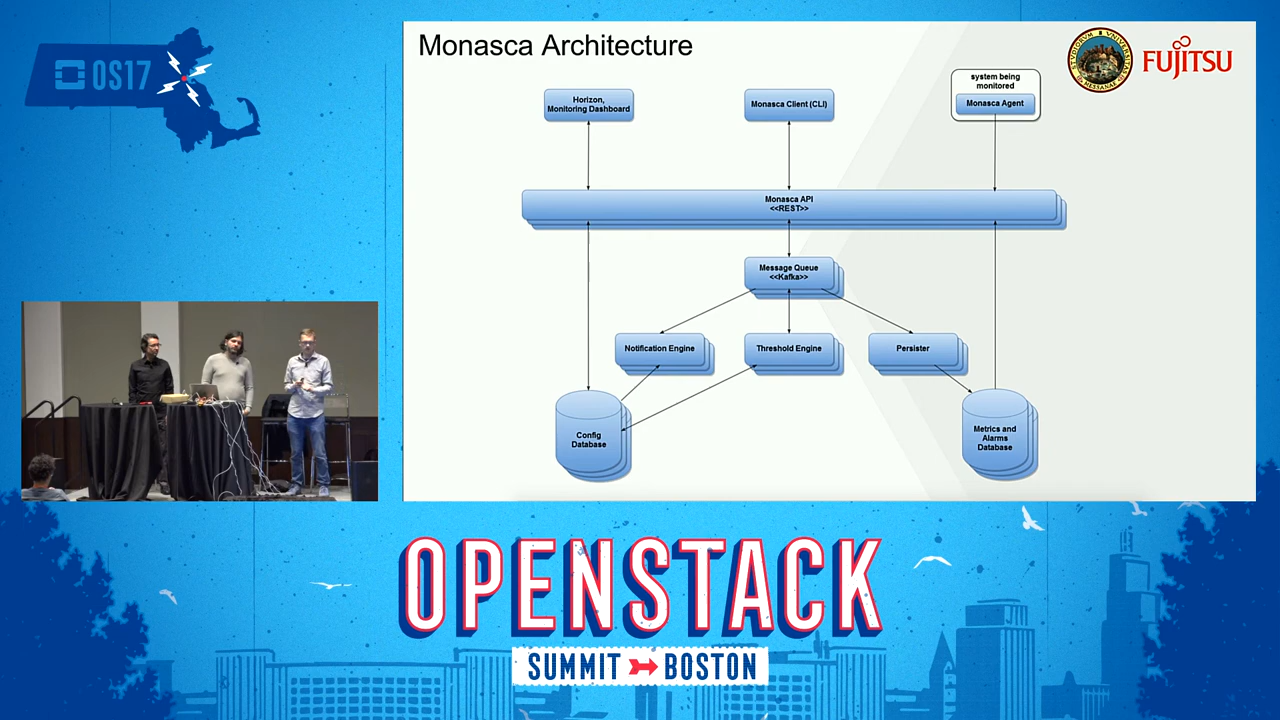 OS17
Monasca Architecture
FUJITSU
Horizon,
Monitoring Dashboard
Monasca Client (CLI)
system being
monitored
Monasca Agent
Monasca API
<<REST>>
Message Queue
<<Kafka>>
Notification Engine
Threshold Engine
Persister
Config
Database
Metrics and
Alarms
Database
OPENSTACK
SUMMIT BOSTON